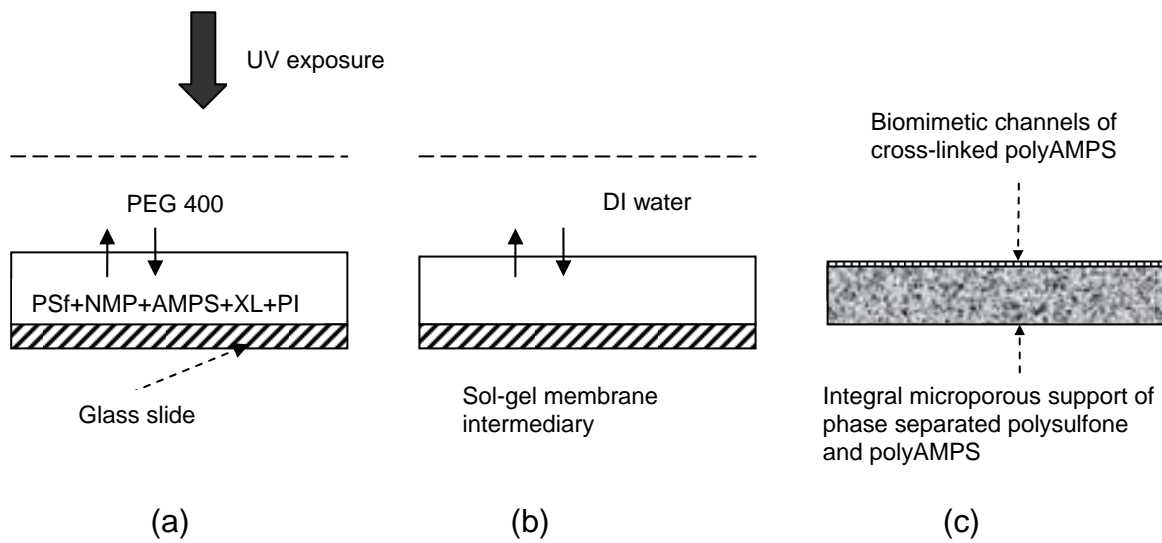 UV exposure
PEG 400
PSf+NMP+AMPS+XL+PI
Glass slide
(a)
DI water
Sol-gel membrane
intermediary
(b)
Biomimetic channels of
cross-linked polyAMPS
Integral microporous support of
phase separated polysulfone
and polyAMPS
(c)